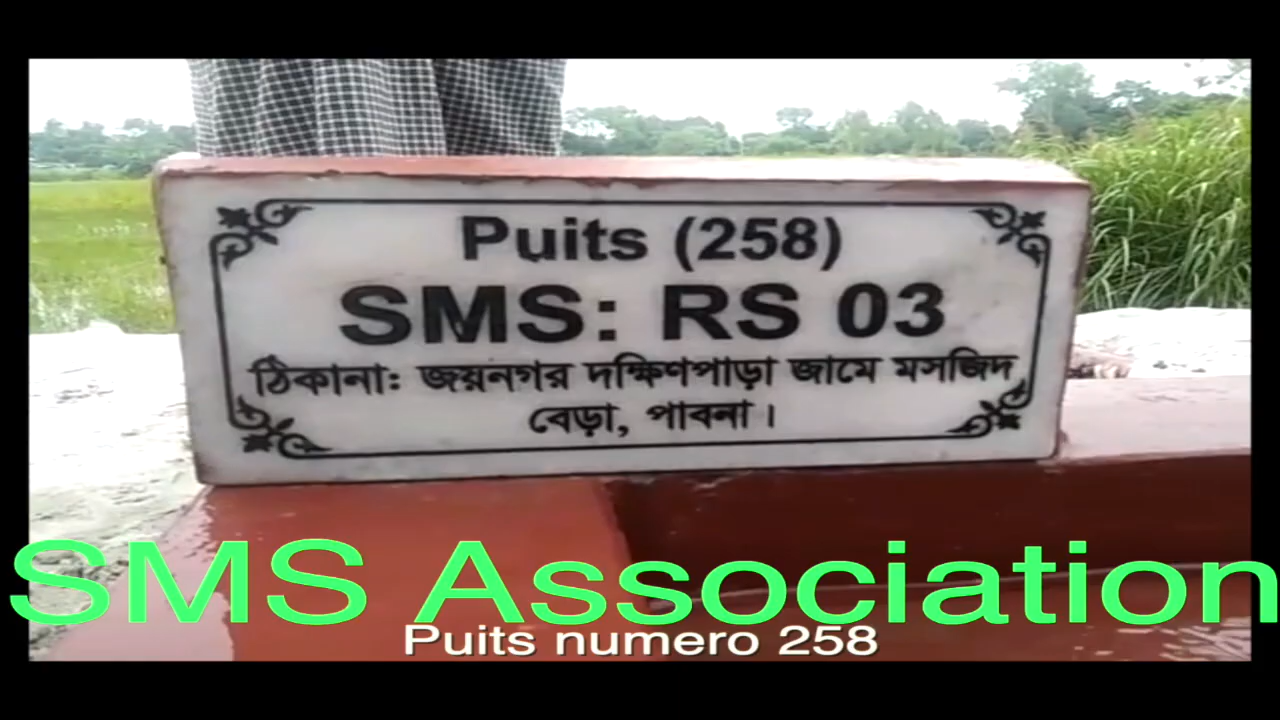 Puits (258)
SMS: RS 03
ঠিকানা: জয়নগর দক্ষিণপাড়া জামে মসজিদ
বেড়া, পাবনা।
SMS Association
Puits numero 258